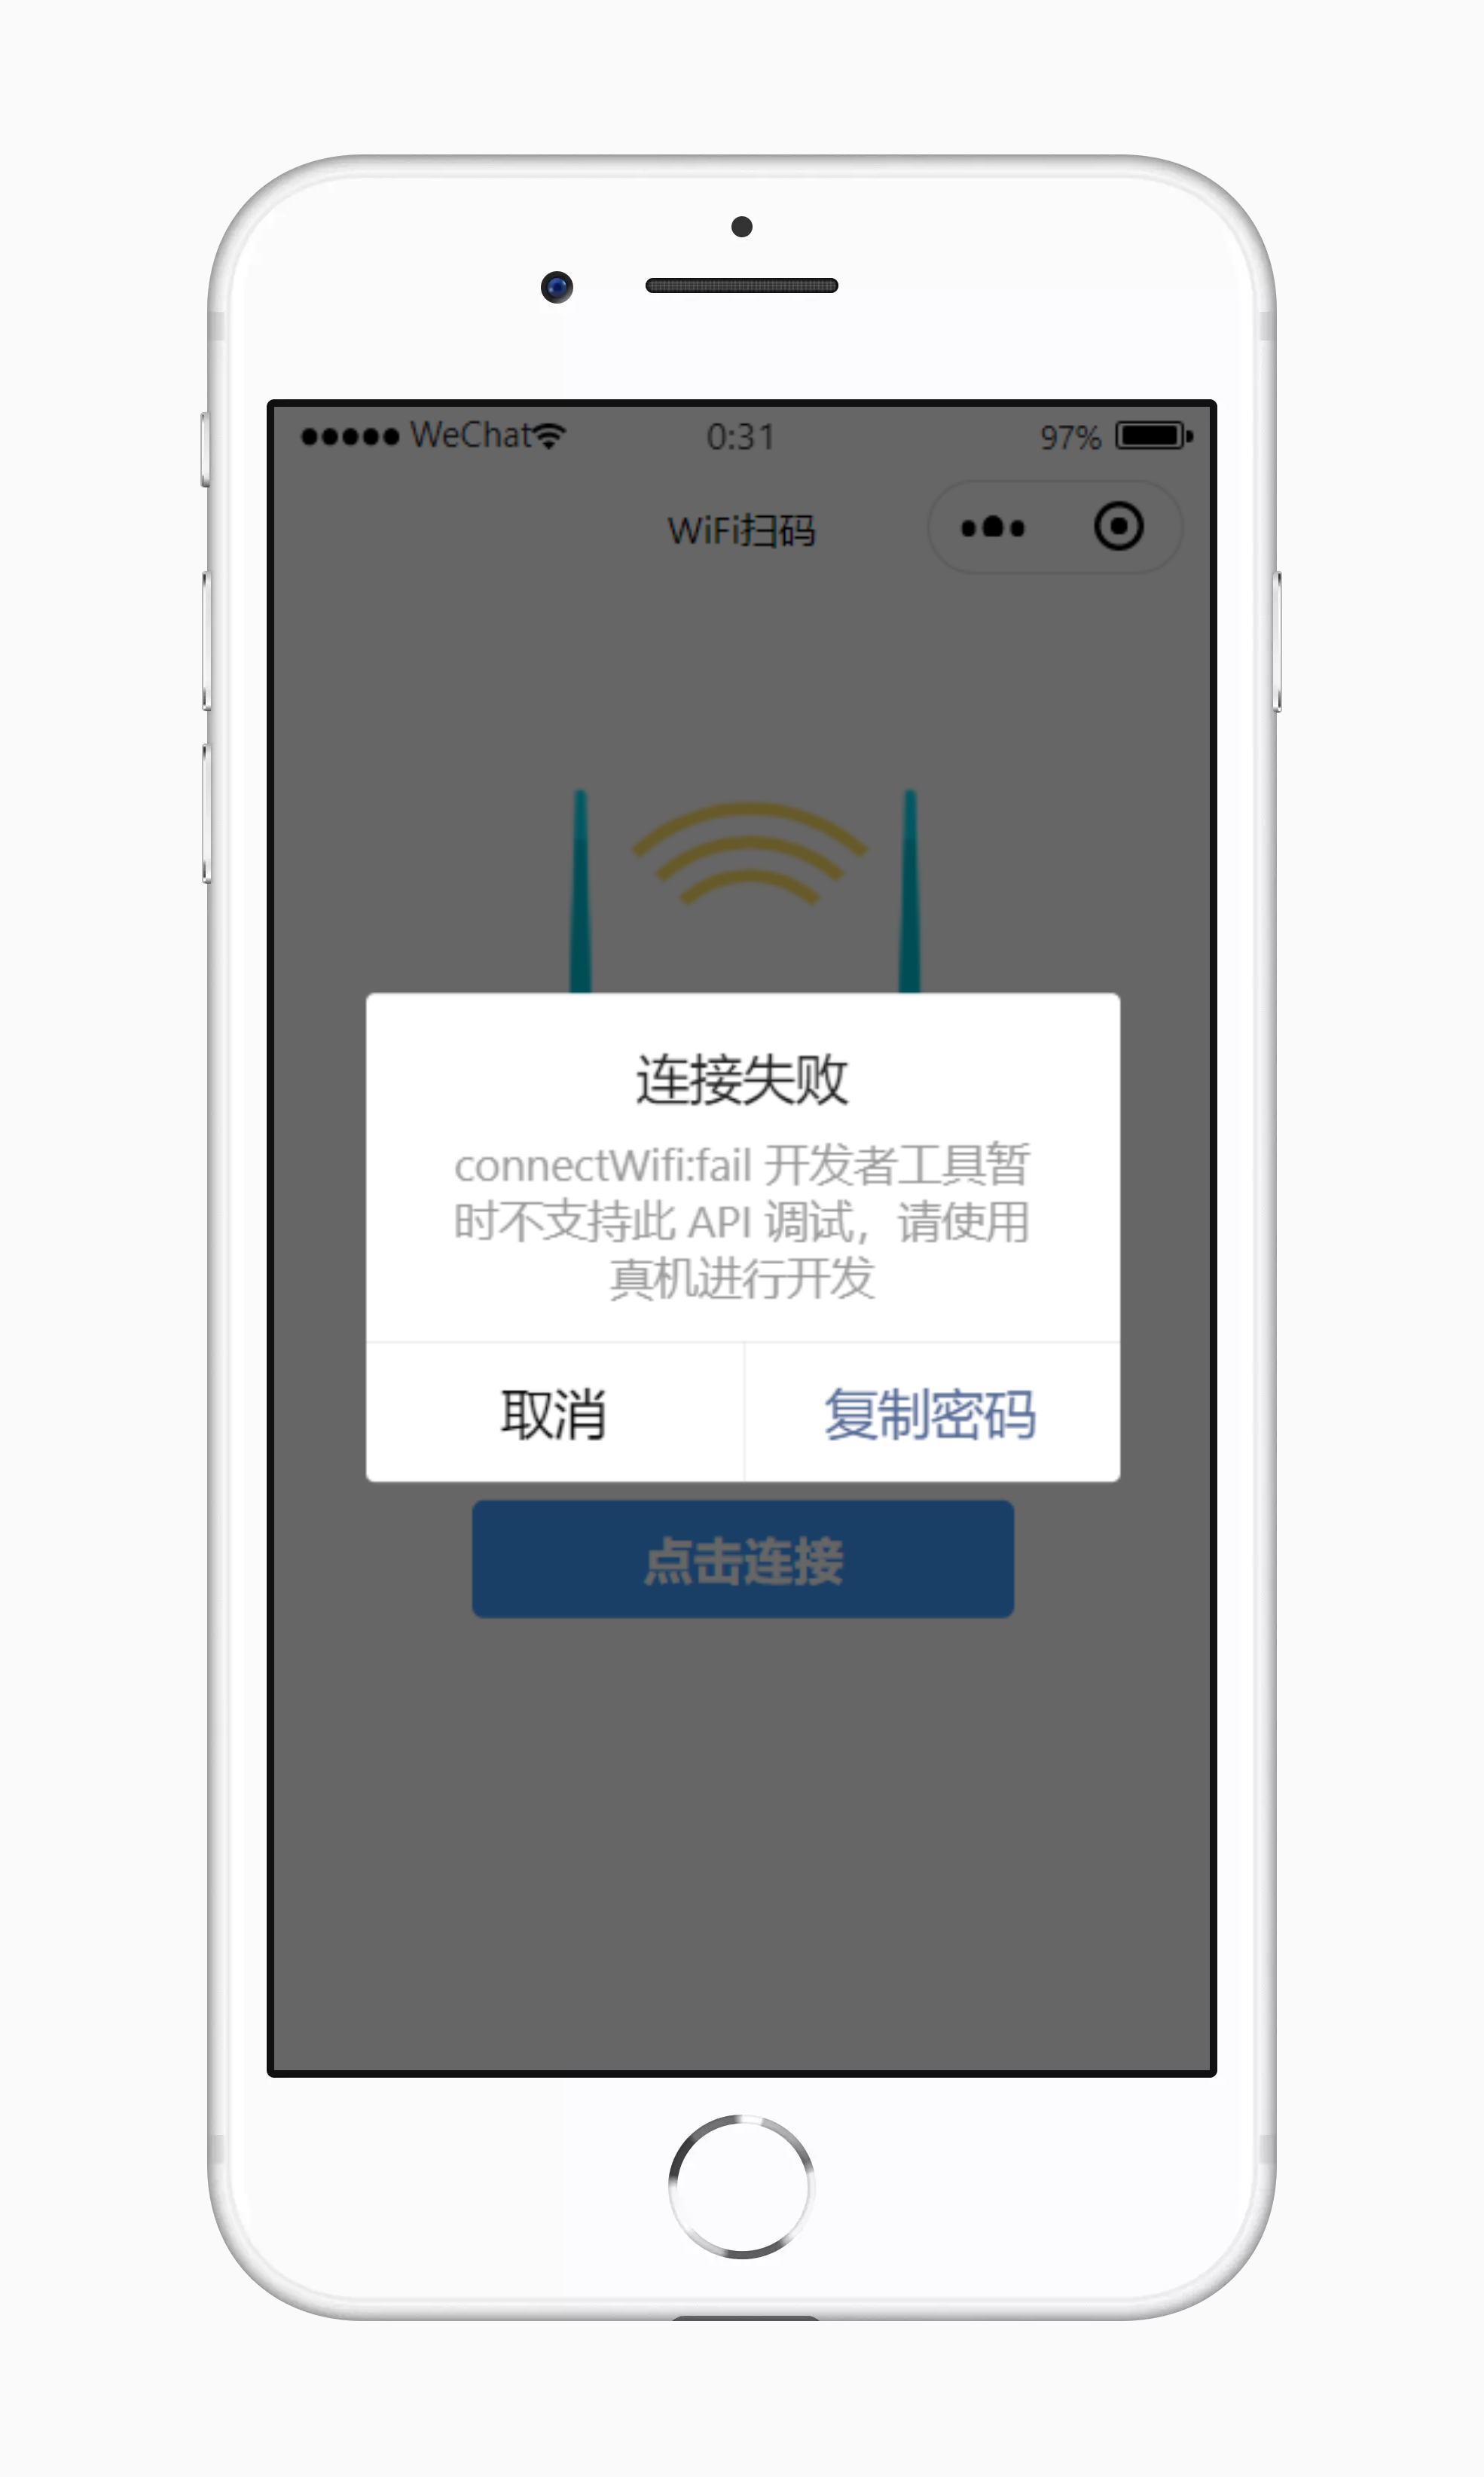 WeChat 0:31 97%
WiFi扫码
连接失败
connectWifi:fail 开发者工具暂
时不支持此 API 调试，请使用
真机进行开发
取消 复制密码
点击连接